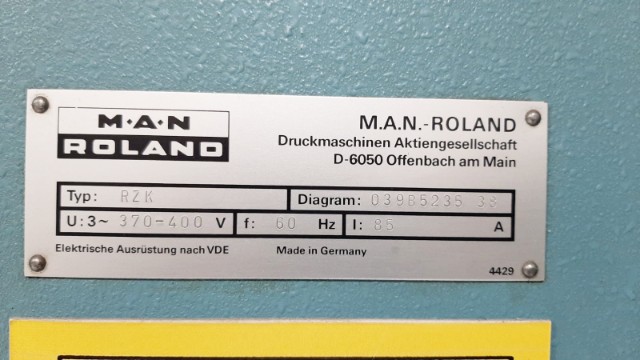 M·A·N
ROLAND
M.A.N.-ROLAND
Druckmaschinen Aktiengesellschaft
D-6050 Offenbach am Main
Typ: RZK
Diagram: 03985235 38
U: 3~ 370-400 V
f: 60 Hz
I: 85 A
Elektrische Ausrüstung nach VDE
Made in Germany
4429